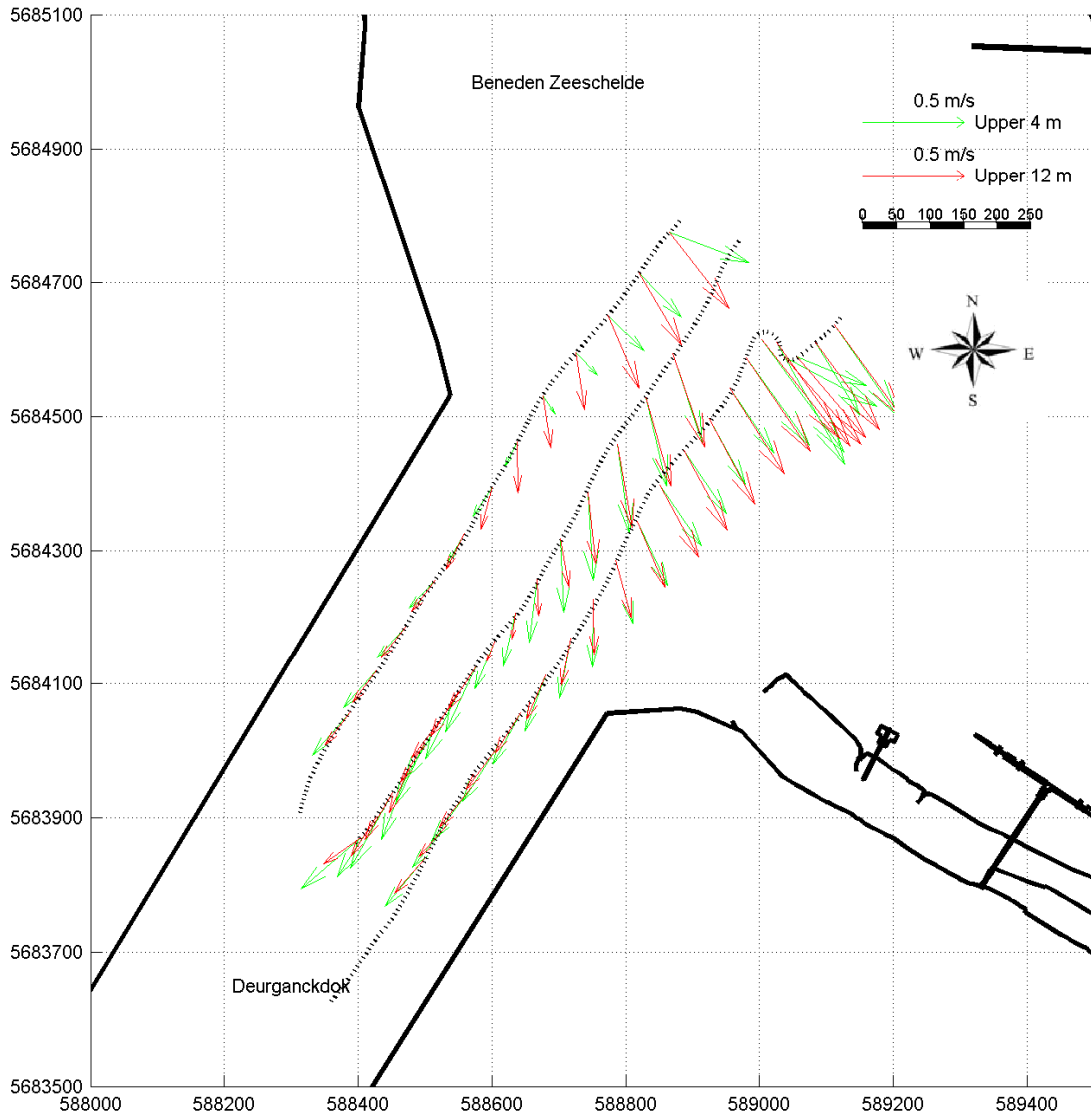 5685100
Beneden Zeeschelde
0.5 m/s
Upper 4 m
5684900
0.5 m/s
Upper 12 m
0 50 100 150 200 250
5684700
N
W E
S
5684500
5684300
5684100
5683900
5683700
Deurganckdok
5683500
588000 588200 588400 588600 588800 589000 589200 589400